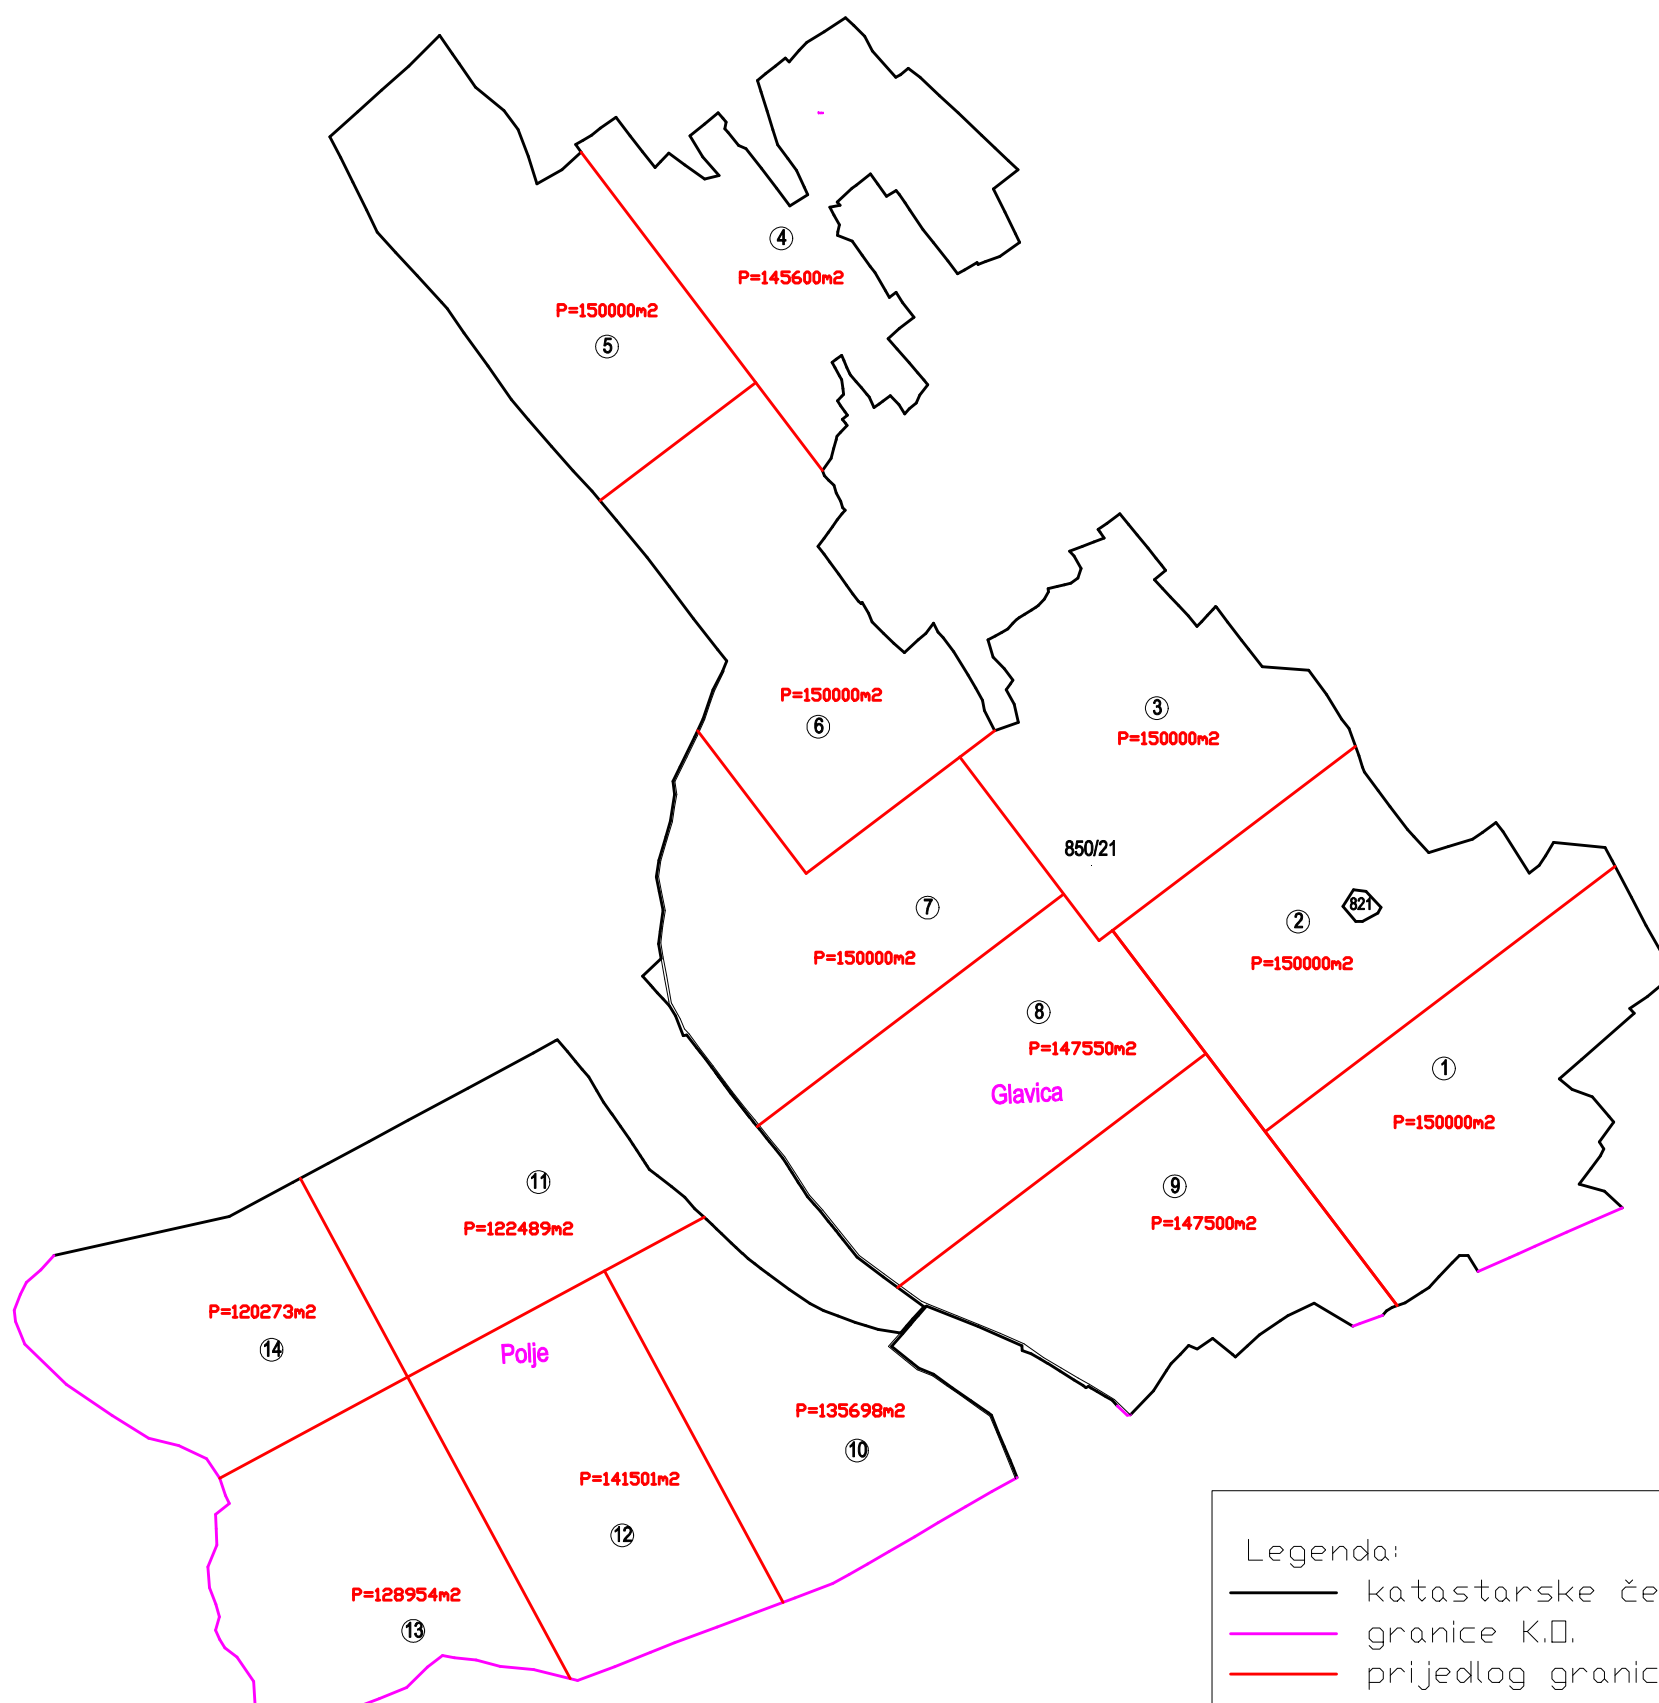 4
P=145600m2
P=150000m2
5
P=150000m2
6
3
P=150000m2
850/21
7
P=150000m2
821
2
P=150000m2
8
P=147550m2
Glavica
1
P=150000m2
9
P=147500m2
11
P=122489m2
P=120273m2
14
Polje
P=135698m2
10
P=141501m2
12
P=128954m2
13
Legenda:
katastarske če
granice K.O.
prijedlog granic